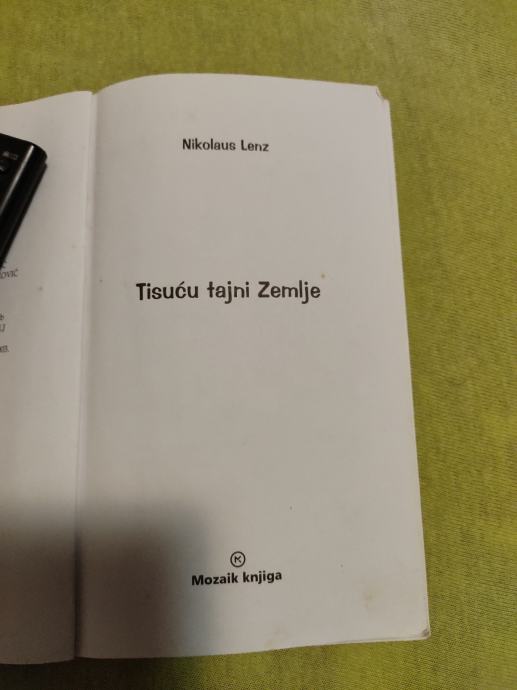 Nikolaus Lenz
Tisuću tajni Zemlje
Mozaik knjiga